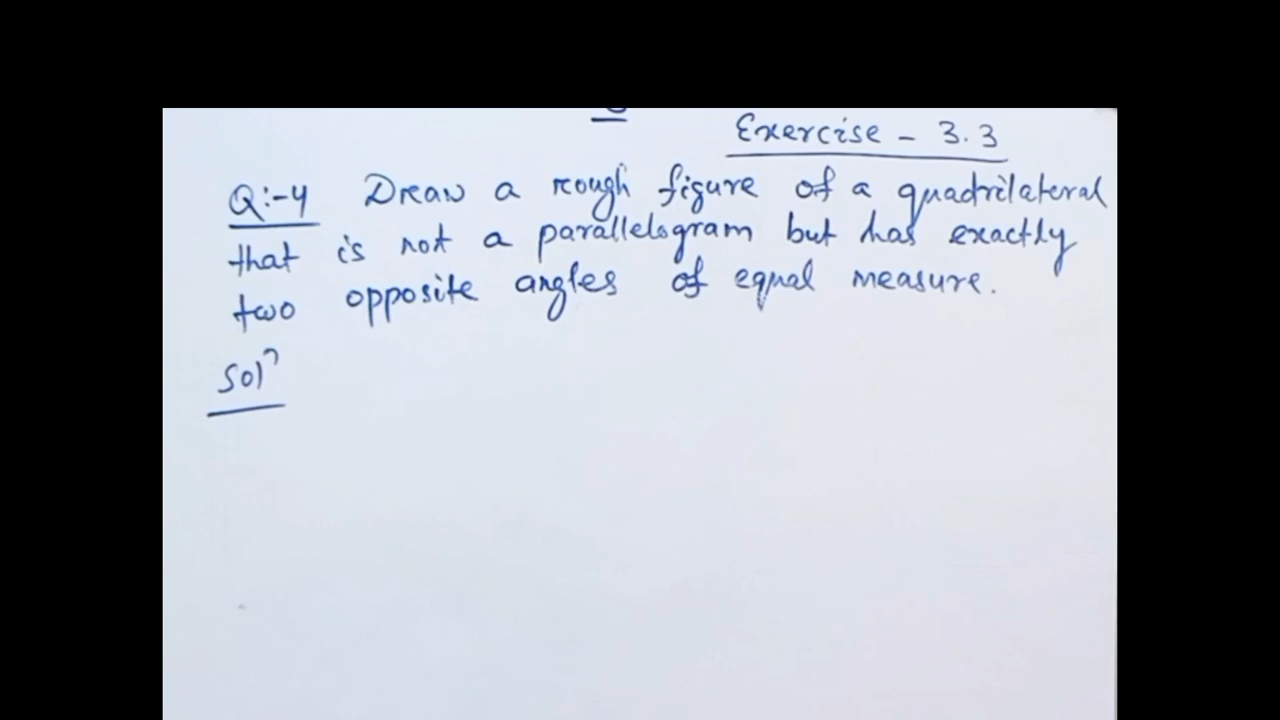 Exercise - 3.3
Q:-4 Draw a rough figure of a quadrilateral
that is not a parallelogram but has exactly
two opposite angles of equal measure.
Sol?